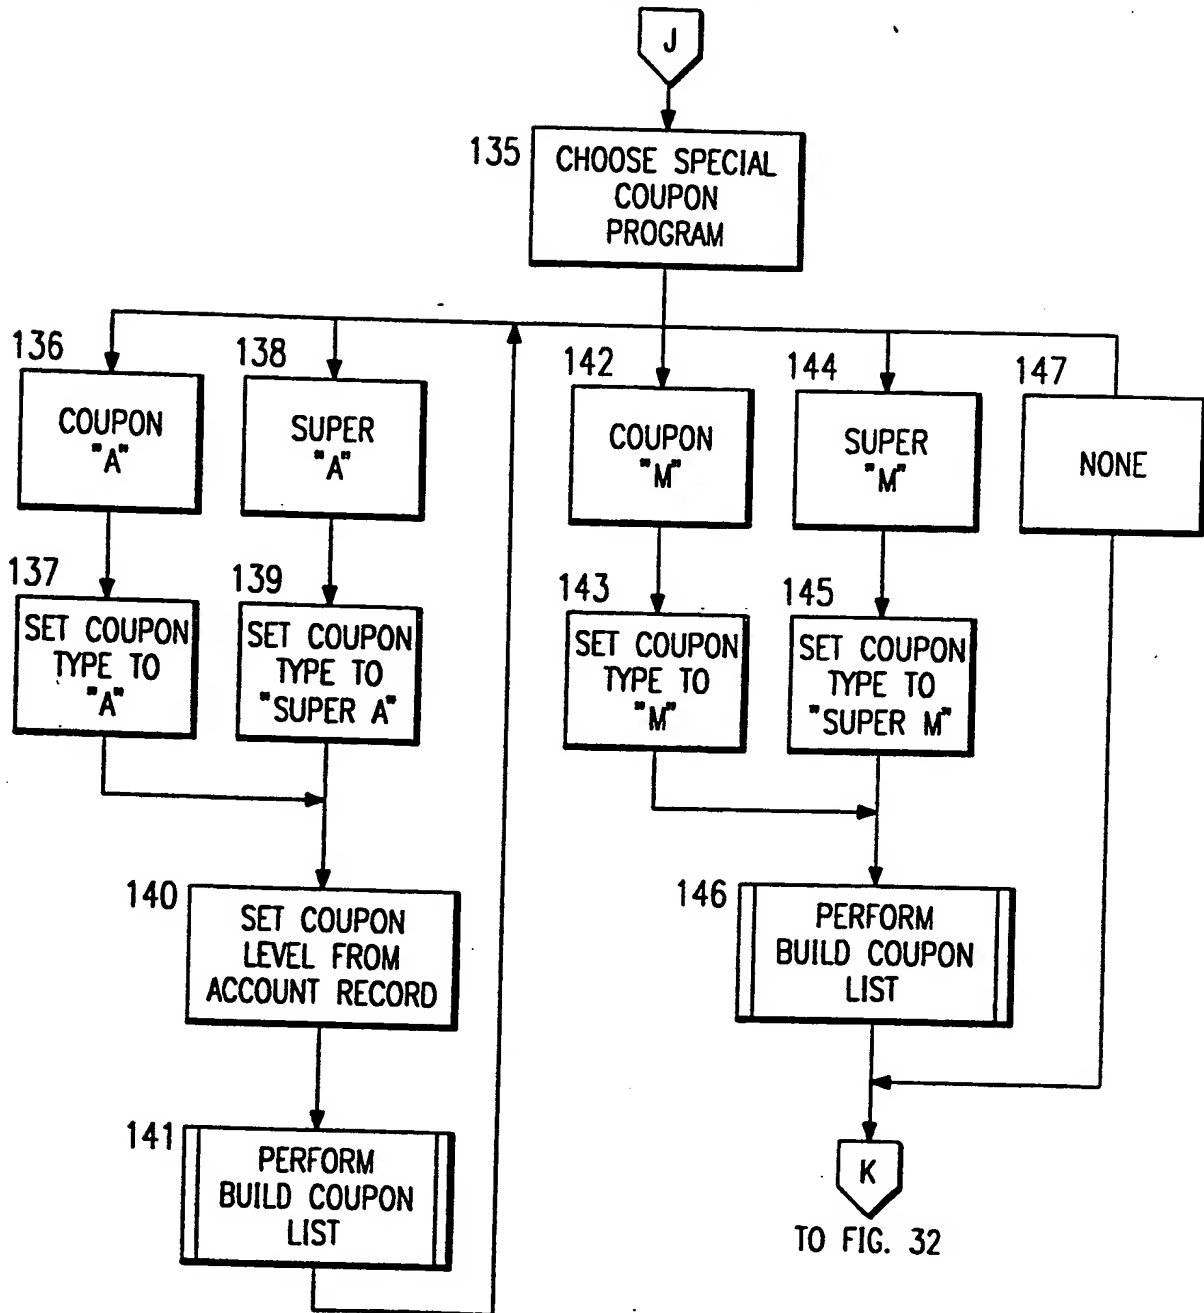 J
135
CHOOSE SPECIAL
COUPON
PROGRAM
136
COUPON
"A"
138
SUPER
"A"
142
COUPON
"M"
144
SUPER
"M"
147
NONE
137
SET COUPON
TYPE TO
"A"
139
SET COUPON
TYPE TO
"SUPER A"
143
SET COUPON
TYPE TO
"M"
145
SET COUPON
TYPE TO
"SUPER M"
140
SET COUPON
LEVEL FROM
ACCOUNT RECORD
146
PERFORM
BUILD COUPON
LIST
141
PERFORM
BUILD COUPON
LIST
K
TO FIG. 32